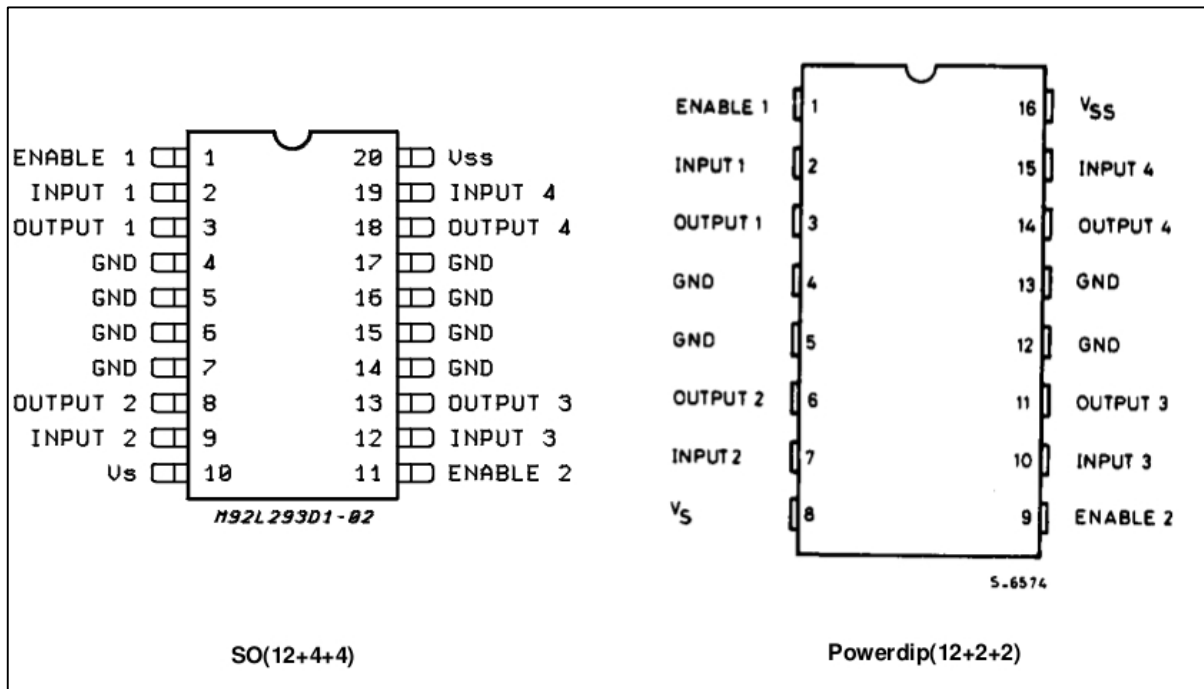 ENABLE 1 1 20 Vss
INPUT 1 2 19 INPUT 4
OUTPUT 1 3 18 OUTPUT 4
GND 4 17 GND
GND 5 16 GND
GND 6 15 GND
GND 7 14 GND
OUTPUT 2 8 13 OUTPUT 3
INPUT 2 9 12 INPUT 3
Vs 10 11 ENABLE 2
M92L293D1-02
SO(12+4+4)
ENABLE 1 1 16 VSS
INPUT 1 2 15 INPUT 4
OUTPUT 1 3 14 OUTPUT 4
GND 4 13 GND
GND 5 12 GND
OUTPUT 2 6 11 OUTPUT 3
INPUT 2 7 10 INPUT 3
VS 8 9 ENABLE 2
S-6574
Powerdip(12+2+2)